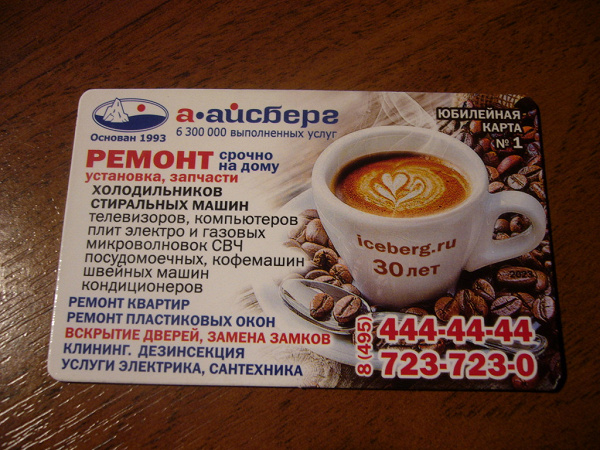 а•айсберг
Основан 1993
6 300 000 выполненных услуг
ЮБИЛЕЙНАЯ
КАРТА
№ 1
РЕМОНТ срочно
на дому
установка, запчасти
ХОЛОДИЛЬНИКОВ
СТИРАЛЬНЫХ МАШИН
телевизоров, компьютеров
плит электро и газовых
микроволновок СВЧ
посудомоечных, кофемашин
швейных машин
кондиционеров
iceberg.ru
30 лет
2023
РЕМОНТ КВАРТИР
РЕМОНТ ПЛАСТИКОВЫХ ОКОН
ВСКРЫТИЕ ДВЕРЕЙ, ЗАМЕНА ЗАМКОВ
КЛИНИНГ. ДЕЗИНСЕКЦИЯ
УСЛУГИ ЭЛЕКТРИКА, САНТЕХНИКА
8 (495)
444-44-44
723-723-0